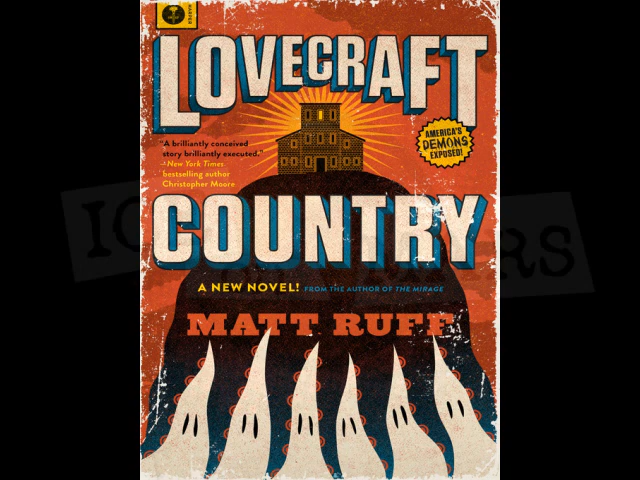 HARPER
LOVECRAFT
AMERICA'S
DEMONS
EXPOSED!
"A brilliantly conceived
story brilliantly executed."
—New York Times
bestselling author
Christopher Moore
COUNTRY
A NEW NOVEL! FROM THE AUTHOR OF THE MIRAGE
MATT RUFF